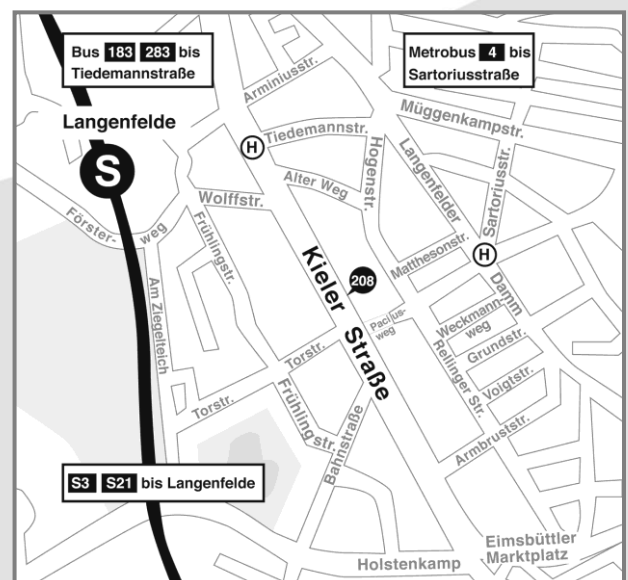 Bus 183 283 bis
Tiedemannstraße
Metrobus 4 bis
Sartoriusstraße
Arminiusstr.
Müggenkampstr.
Langenfelde
S
H
Tiedemannstr.
Hogenstr.
Langenfelder
Sartoriusstr.
Alter Weg
Wolffstr.
Förster-
weg
Frühlingstr.
Matthesonstr.
H
Damm
Am Ziegelteich
Kieler Straße
208
Pacius-
weg
Weckmann-
weg
Grundstr.
Rellinger Str.
Voigtstr.
Torstr.
Torstr.
Frühlingstr.
Bahnstraße
Armbruststr.
S3 S21 bis Langenfelde
Eimsbüttler
Marktplatz
Holstenkamp